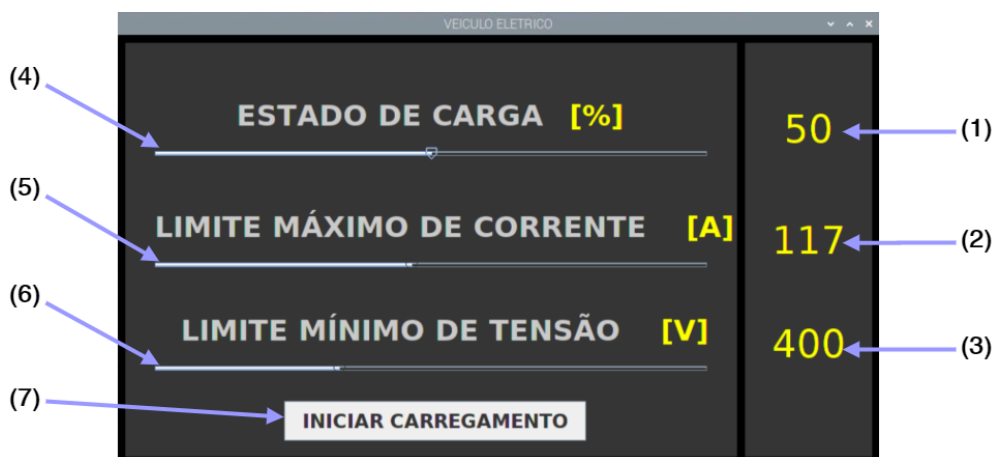 VEICULO ELETRICO
(4)
ESTADO DE CARGA [%]
50
(1)
(5)
LIMITE MÁXIMO DE CORRENTE [A]
117
(2)
(6)
LIMITE MÍNIMO DE TENSÃO [V]
400
(3)
(7)
INICIAR CARREGAMENTO